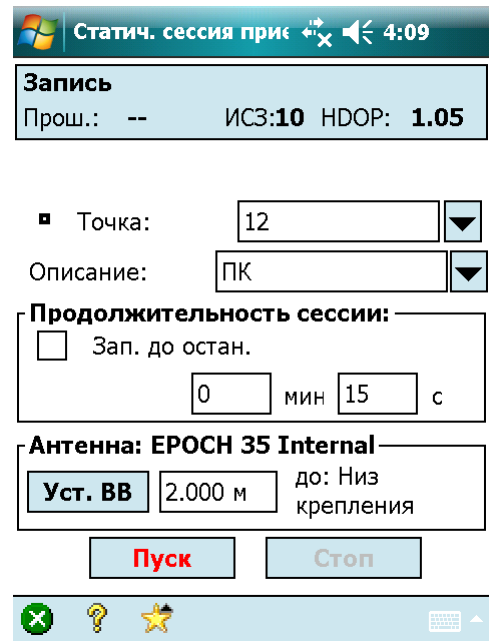 Статич. сессия прие 4:09
Запись
Прош.: -- ИСЗ:10 HDOP: 1.05
Точка: 12
Описание: ПК
Продолжительность сессии:
Зап. до остан.
0 мин 15 с
Антенна: EPOCH 35 Internal
Уст. ВВ 2.000 м до: Низ
крепления
Пуск Стоп